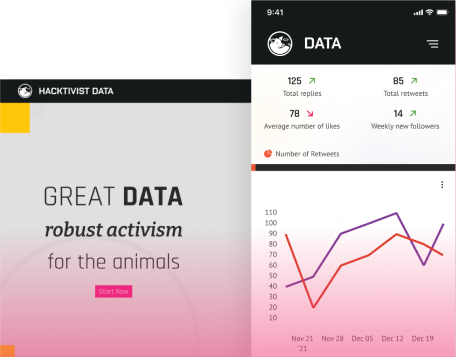 HACKTIVIST DATA
GREAT DATA
robust activism
for the animals
Start Now
9:41
DATA
125
Total replies
85
Total retweets
78
Average number of likes
14
Weekly new followers
Number of Retweets
110
100
90
80
70
60
50
40
30
20
10
Nov 21 Nov 28 Dec 05 Dec 12 Dec 19
'21